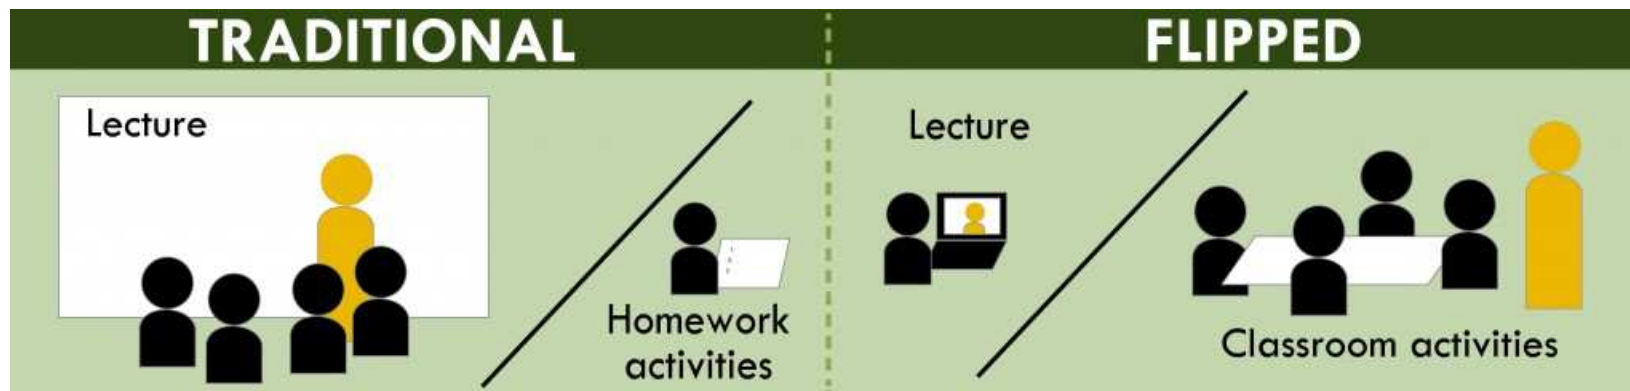 TRADITIONAL
Lecture
Homework
activities
FLIPPED
Lecture
Classroom activities